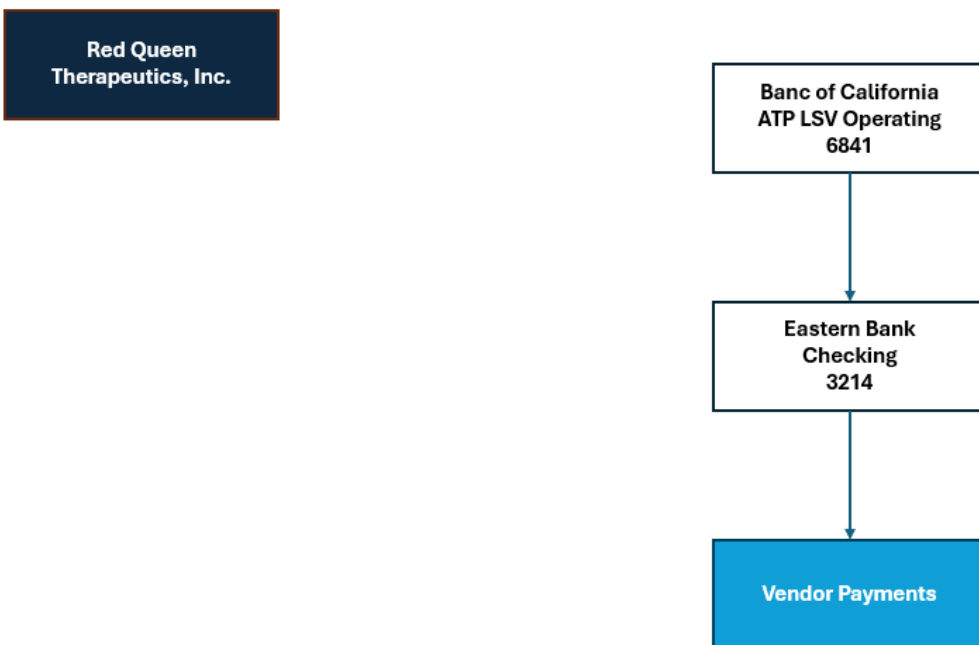 Red Queen
Therapeutics, Inc.
Banc of California
ATP LSV Operating
6841
Eastern Bank
Checking
3214
Vendor Payments